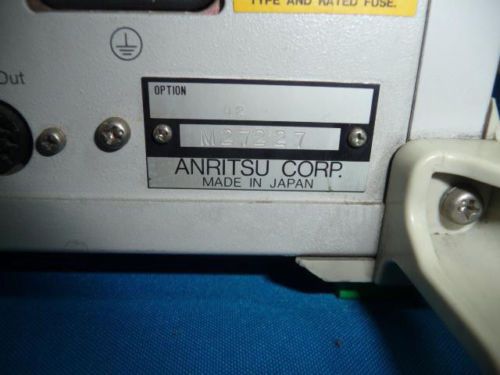 TYPE AND RATED FUSE.
Out
OPTION
02
M27227
ANRITSU CORP.
MADE IN JAPAN